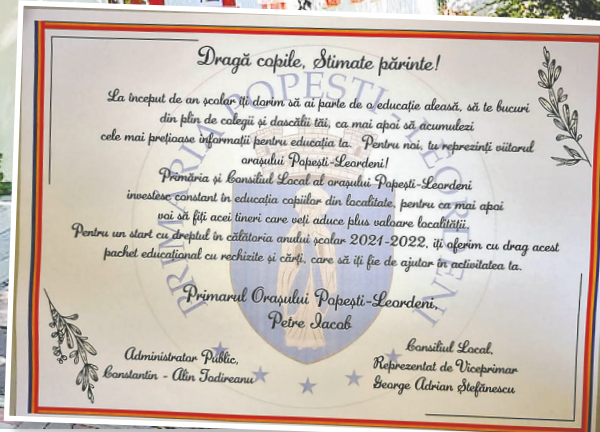 Dragă copile, Stimate părinte!
La început de an școlar îți dorim să ai parte de o educație aleasă, să te bucuri
din plin de colegii și dascălii tăi, ca mai apoi să acumulezi
cele mai prețioase informații pentru educația ta. Pentru noi, tu reprezinți viitorul
orașului Popești-Leordeni!
Primăria și Consiliul Local al orașului Popești-Leordeni
investesc constant în educația copiilor din localitate, pentru ca mai apoi
voi să fiți acei tineri care veți aduce plus valoare localității.
Pentru un start cu dreptul în călătoria anului școlar 2021-2022, îți oferim cu drag acest
pachet educational cu rechizite și cărți, care să îți fie de ajutor în activitatea ta.
Primarul Orașului Popești-Leordeni,
Petre Iacob
Administrator Public,
Constantin - Alin Iodireanu
Consiliul Local,
Reprezentat de Viceprimar
George Adrian Ștefănescu
PRIMĂRIA POPEȘTI-LEORDENI